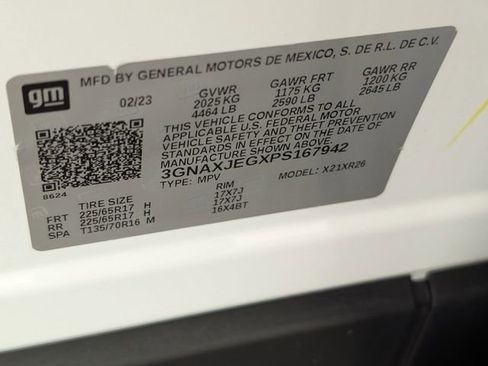 gm
MFD BY GENERAL MOTORS DE MEXICO, S. DE R.L. DE C.V.
02/23 GVWR GAWR FRT GAWR RR
2025 KG 1175 KG 1200 KG
4464 LB 2590 LB 2645 LB
THIS VEHICLE CONFORMS TO ALL
APPLICABLE U.S. FEDERAL MOTOR
VEHICLE SAFETY AND THEFT PREVENTION
STANDARDS IN EFFECT ON THE DATE OF
MANUFACTURE SHOWN ABOVE.
3GNAXJEGXPS167942
TYPE: MPV MODEL: X21XR26
8624
TIRE SIZE RIM
FRT 225/65R17 H 17X7J
RR 225/65R17 H 17X7J
SPA T135/70R16 M 16X4BT